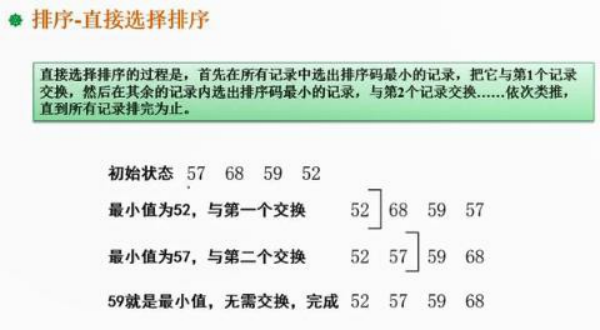 排序-直接选择排序
直接选择排序的过程是，首先在所有记录中选出排序码最小的记录，把它与第1个记录
交换，然后在其余的记录内选出排序码最小的记录，与第2个记录交换……依次类推，
直到所有记录排完为止。
初始状态 57 68 59 52
最小值为52，与第一个交换 52] 68 59 57
最小值为57，与第二个交换 52 57] 59 68
59就是最小值，无需交换，完成 52 57 59 68